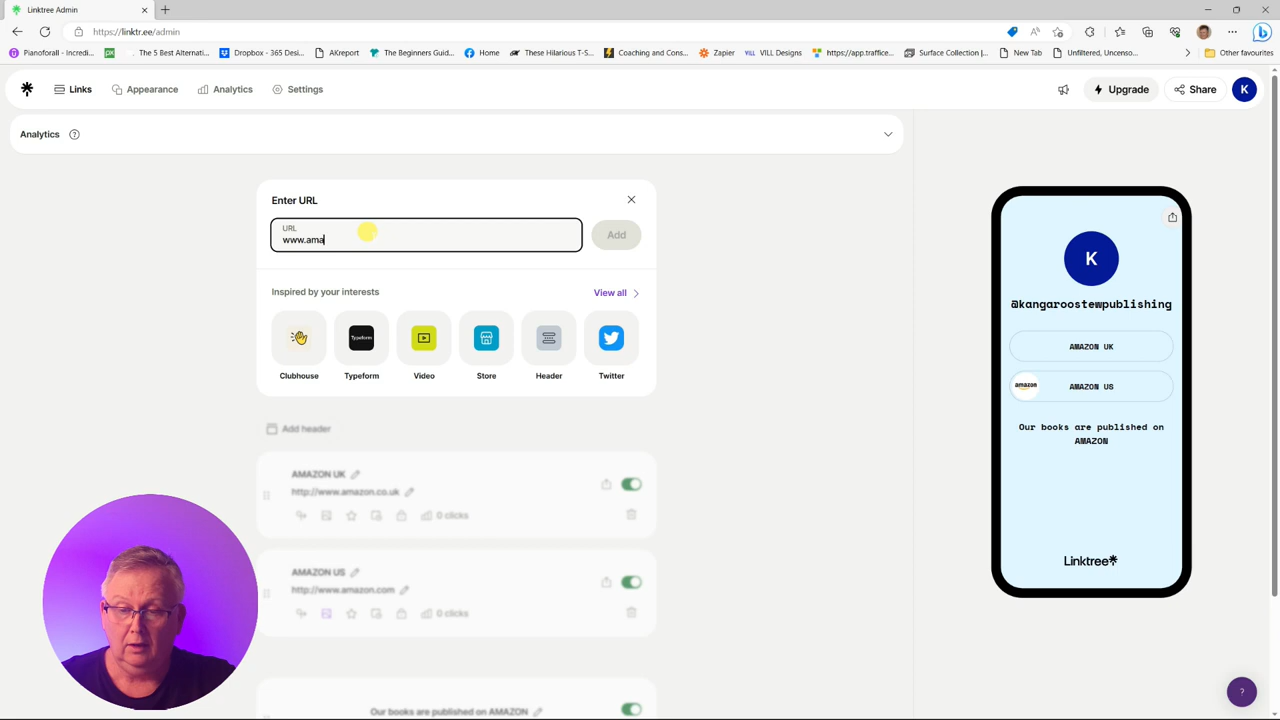 Linktree Admin
https://linktr.ee/admin
Pianoforall - Incredi...
The 5 Best Alternati...
Dropbox - 365 Desi...
AKreport
The Beginners Guide...
Home
These Hilarious T-S...
Coaching and Cons...
Zapier
VILL VILL Designs
https://app.traffice...
Surface Collection |...
New Tab
Unfiltered, Uncenso...
Other favourites
Links
Appearance
Analytics
Settings
Upgrade
Share
K
Analytics ?
Enter URL
URL
www.ama
Add
Inspired by your interests
View all
Typeform
Clubhouse
Typeform
Video
Store
Header
Twitter
Add header
AMAZON UK
http://www.amazon.co.uk
0 clicks
AMAZON US
http://www.amazon.com
0 clicks
Our books are published on AMAZON
K
@kangaroostewpublishing
AMAZON UK
amazon
AMAZON US
Our books are published on
AMAZON
Linktree
?